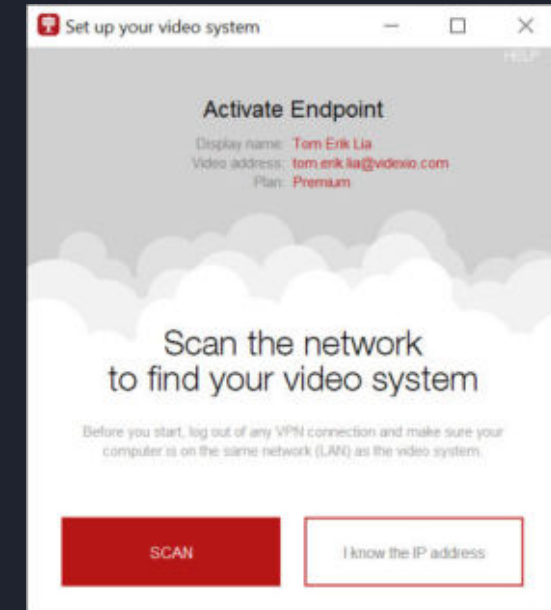 Set up your video system
HELP
Activate Endpoint
Display name: Tom Erik Lia
Video address: tom.erik.lia@videxio.com
Plan: Premium
Scan the network
to find your video system
Before you start, log out of any VPN connection and make sure your
computer is on the same network (LAN) as the video system.
SCAN
I know the IP address